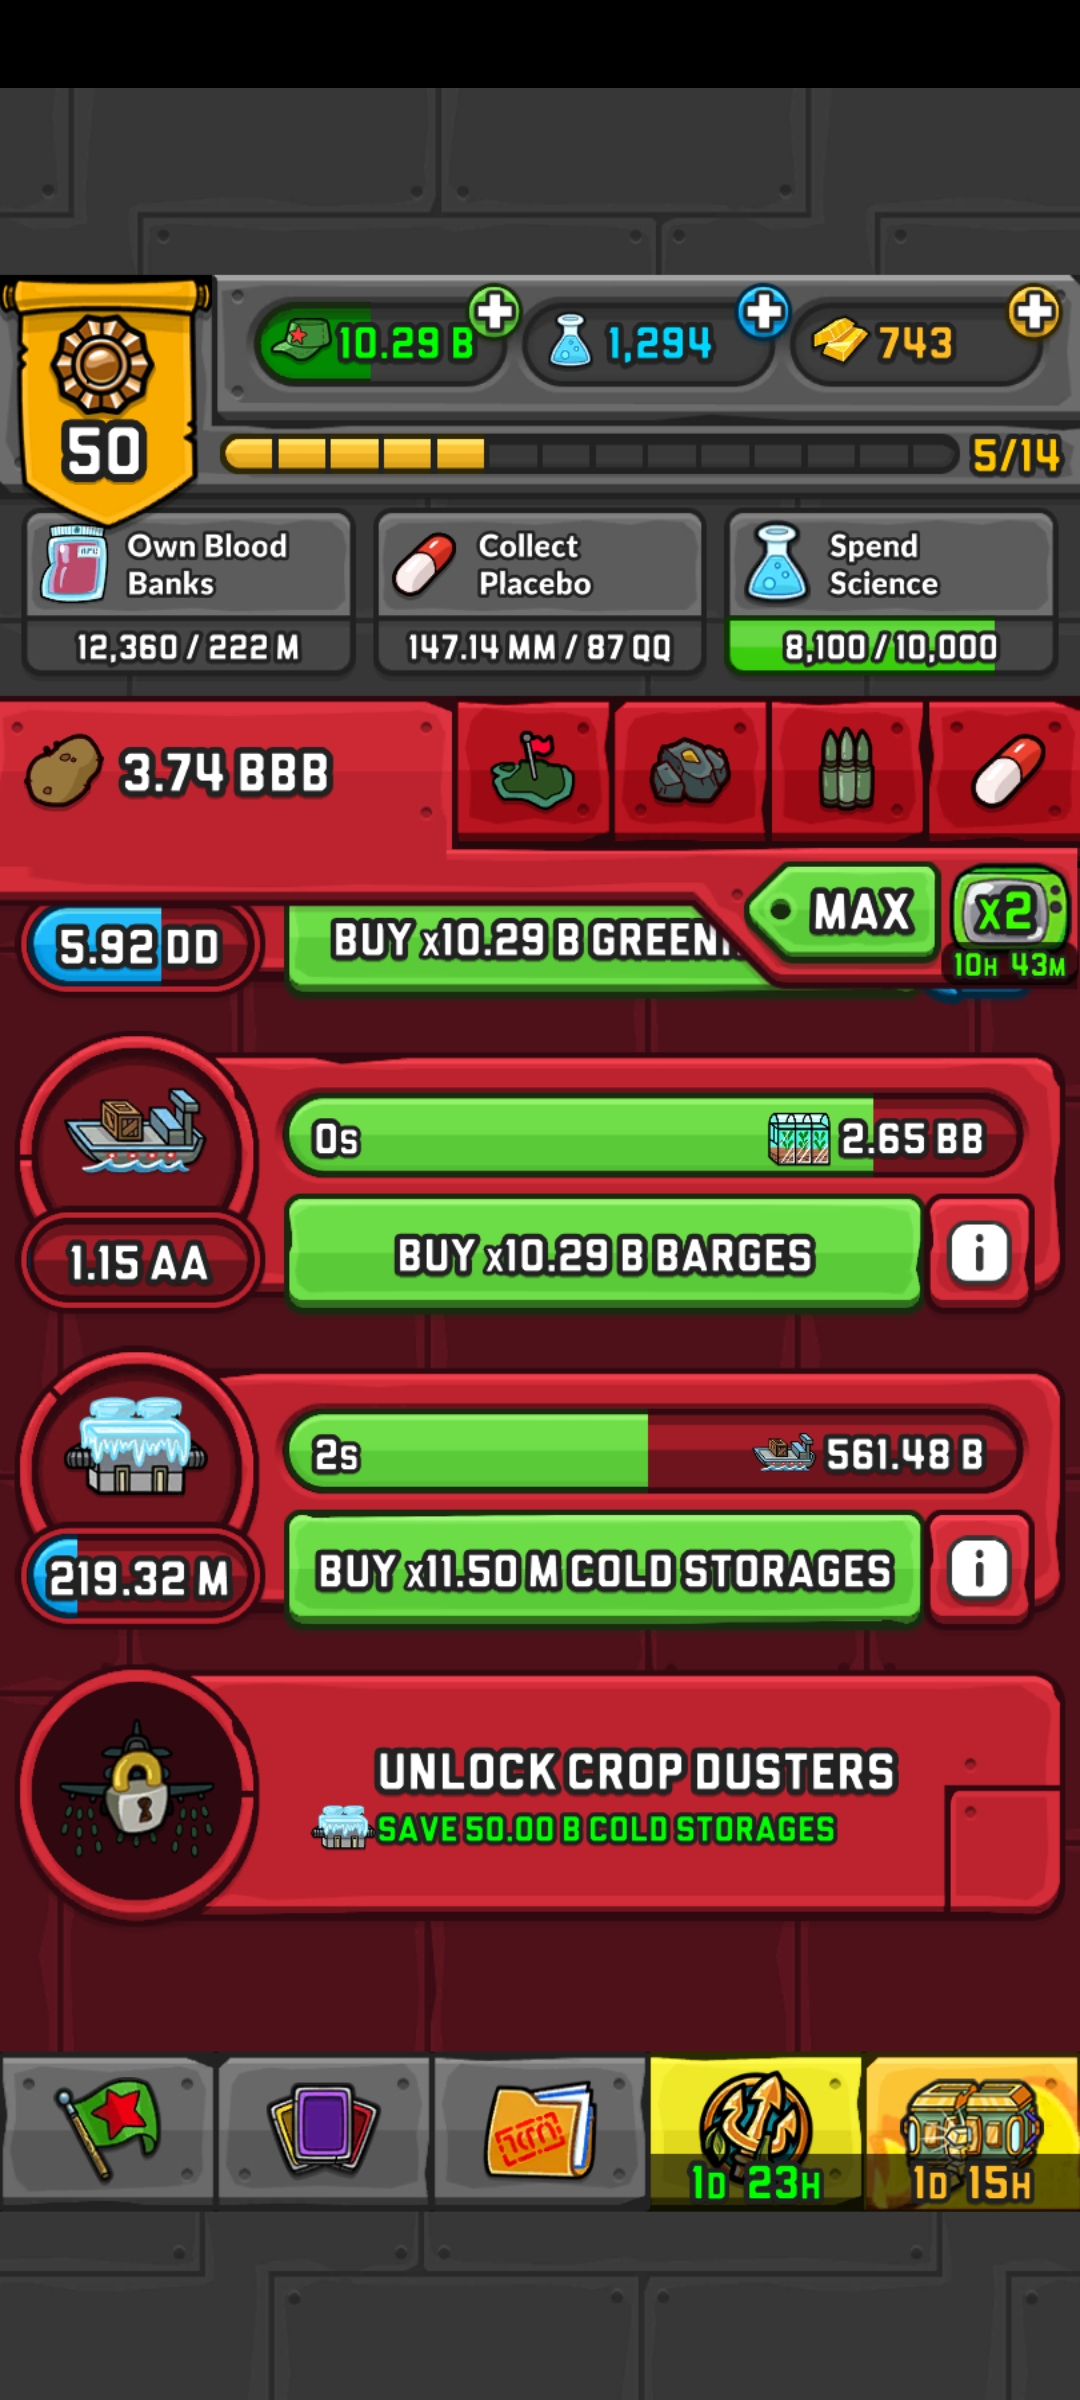 50
10.29 B
1,294
743
5/14
Own Blood
Banks
12,360 / 222 M
Collect
Placebo
147.14 MM / 87 QQ
Spend
Science
8,100 / 10,000
3.74 BBB
MAX
x2
10H 43M
5.92 DD
BUY x10.29 B
0s
2.65 BB
1.15 AA
BUY x10.29 B BARGES
i
2s
561.48 B
219.32 M
BUY x11.50 M COLD STORAGES
i
UNLOCK CROP DUSTERS
SAVE 50.00 B COLD STORAGES
1D 23H
1D 15H